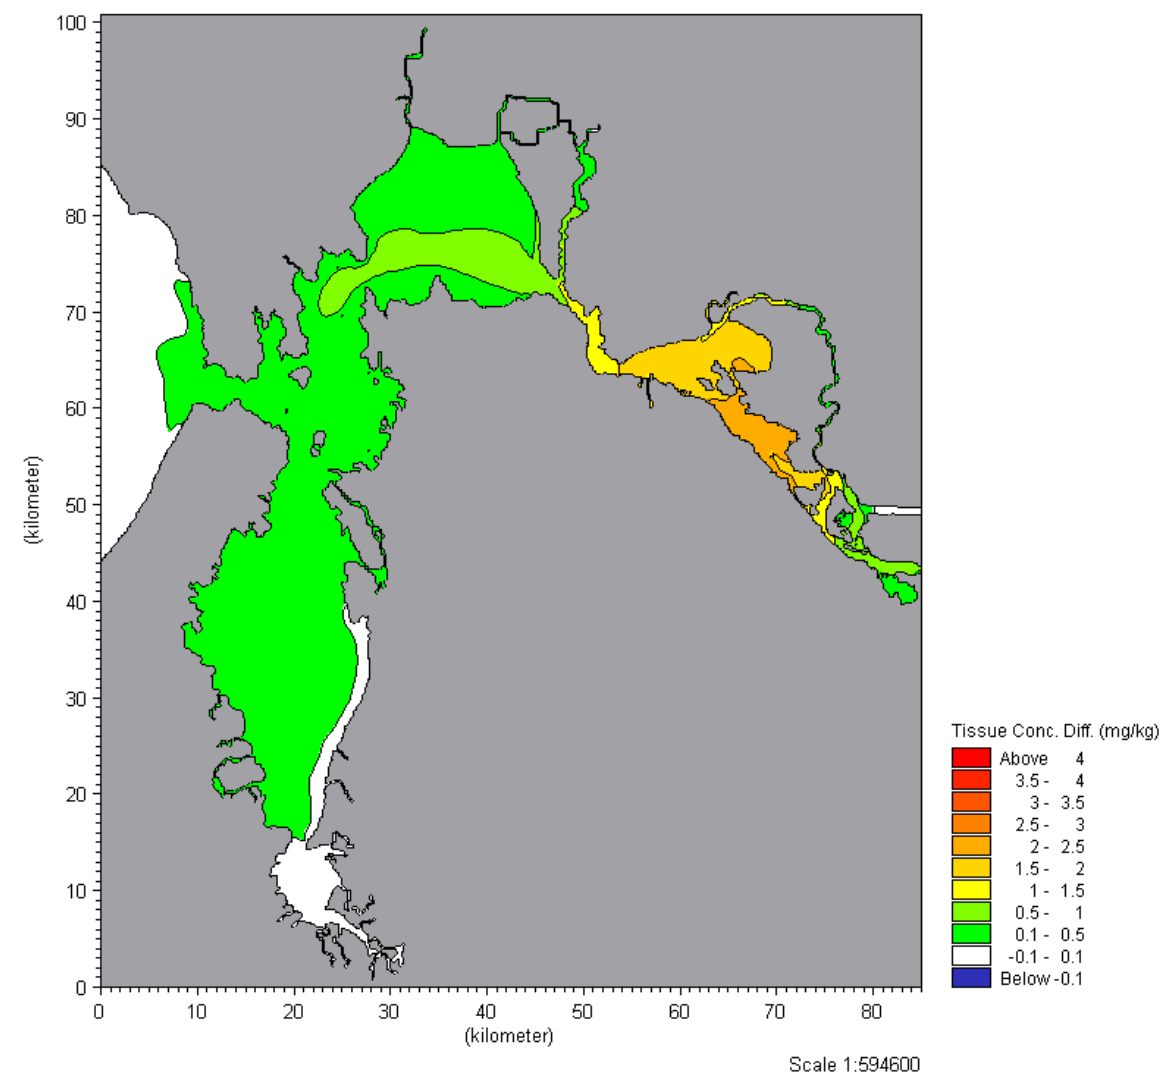 100
90
80
70
60
50
40
30
20
10
0
(kilometer)
0 10 20 30 40 50 60 70 80
(kilometer)
Scale 1:594600
Tissue Conc. Diff. (mg/kg)
Above 4
3.5 - 4
3 - 3.5
2.5 - 3
2 - 2.5
1.5 - 2
1 - 1.5
0.5 - 1
0.1 - 0.5
-0.1 - 0.1
Below -0.1